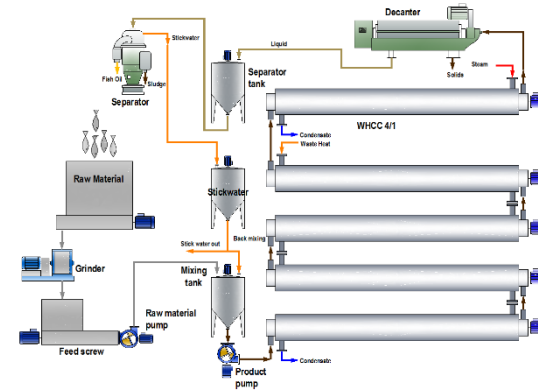 Decanter
Stickwater
Liquid
Fish Oil
Sludge
Separator
Separator
tank
Solids
Steam
WHCC 4/1
Condensate
Waste Heat
Raw Material
Stickwater
Stick water out
Back mixing
Grinder
Mixing
tank
Raw material
pump
Feed screw
Product
pump
Condensate